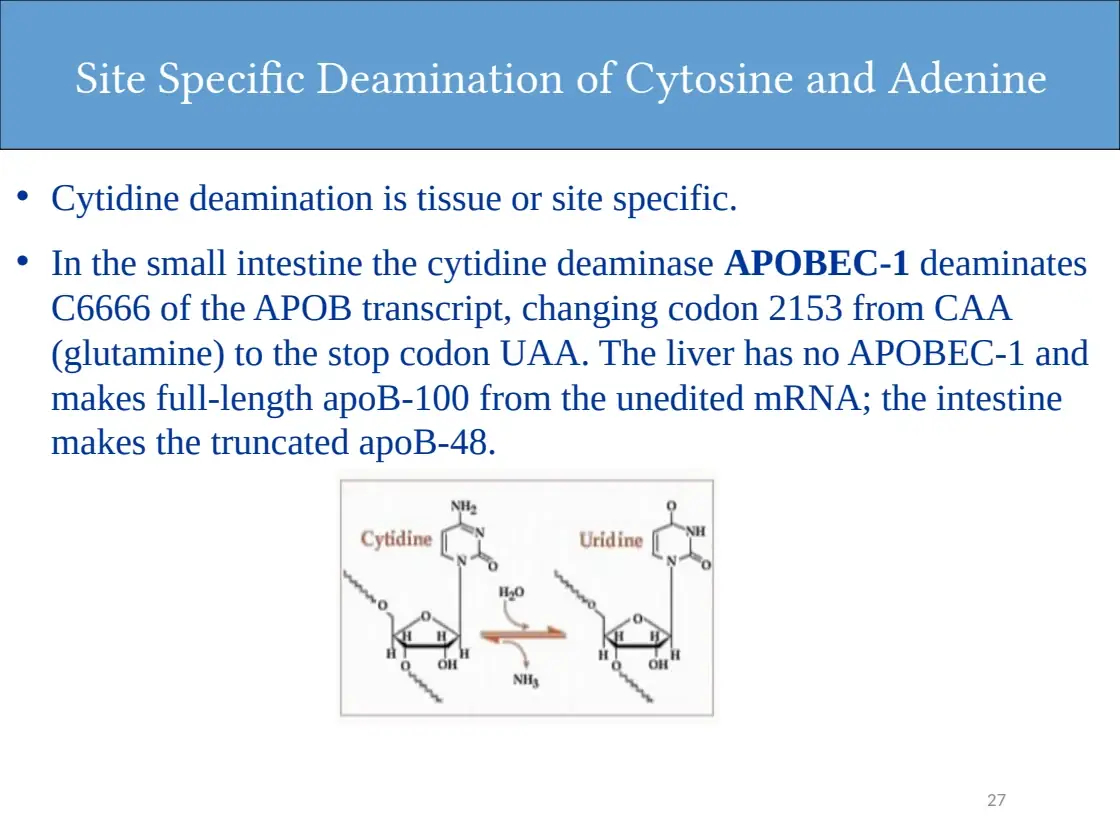 Site Specific Deamination of Cytosine and Adenine
• Cytidine deamination is tissue or site specific.
• In the small intestine the cytidine deaminase APOBEC-1 deaminates
C6666 of the APOB transcript, changing codon 2153 from CAA
(glutamine) to the stop codon UAA. The liver has no APOBEC-1 and
makes full-length apoB-100 from the unedited mRNA; the intestine
makes the truncated apoB-48.
NH₂
Cytidine
N
N
O
O
O
H H
H H
O OH
H₂O
NH₃
O
Uridine
NH
N
O
O
O
H H
H H
O OH
27